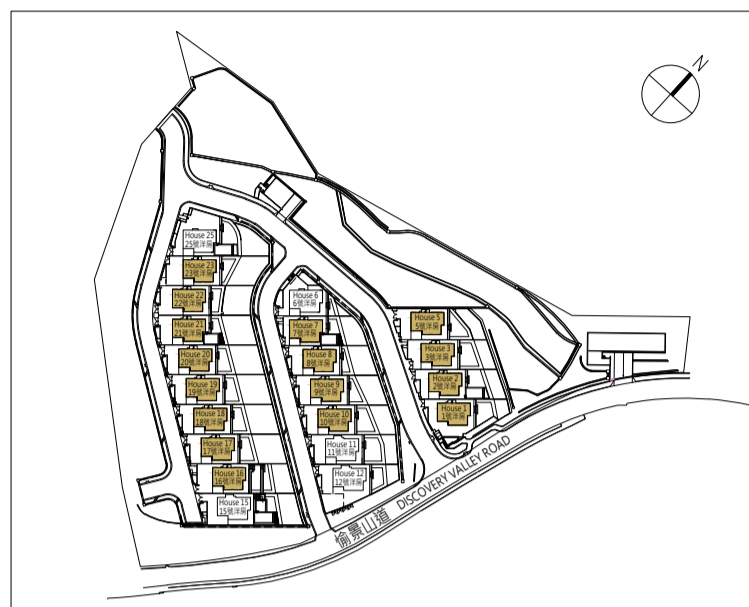 N
House 25
25號洋房
House 23
23號洋房
House 22
22號洋房
House 21
21號洋房
House 20
20號洋房
House 19
19號洋房
House 18
18號洋房
House 17
17號洋房
House 16
16號洋房
House 15
15號洋房
House 6
6號洋房
House 7
7號洋房
House 8
8號洋房
House 9
9號洋房
House 10
10號洋房
House 11
11號洋房
House 12
12號洋房
House 5
5號洋房
House 3
3號洋房
House 2
2號洋房
House 1
1號洋房
愉景山道 DISCOVERY VALLEY ROAD